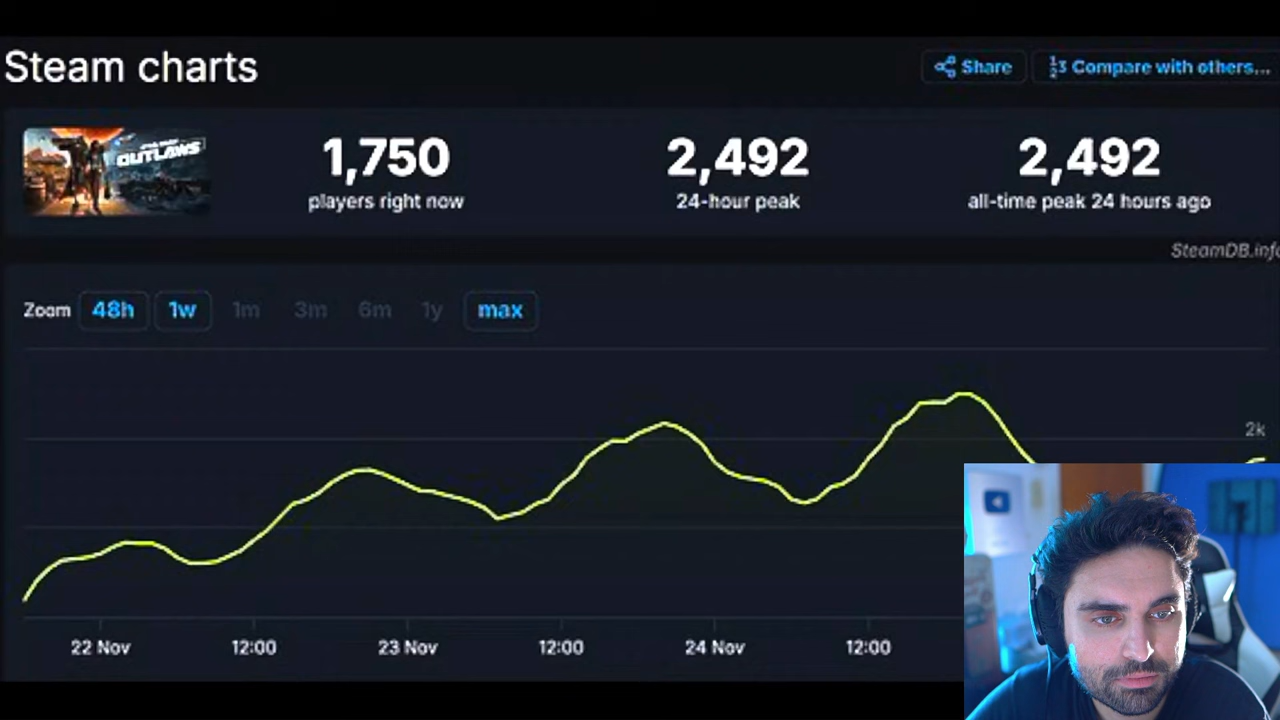 Steam charts
Share
Compare with others...
STAR WARS
OUTLAWS
1,750
2,492
2,492
players right now
24-hour peak
all-time peak 24 hours ago
SteamDB.info
Zoom 48h 1w 1m 3m 6m 1y max
2k
22 Nov 12:00 23 Nov 12:00 24 Nov 12:00